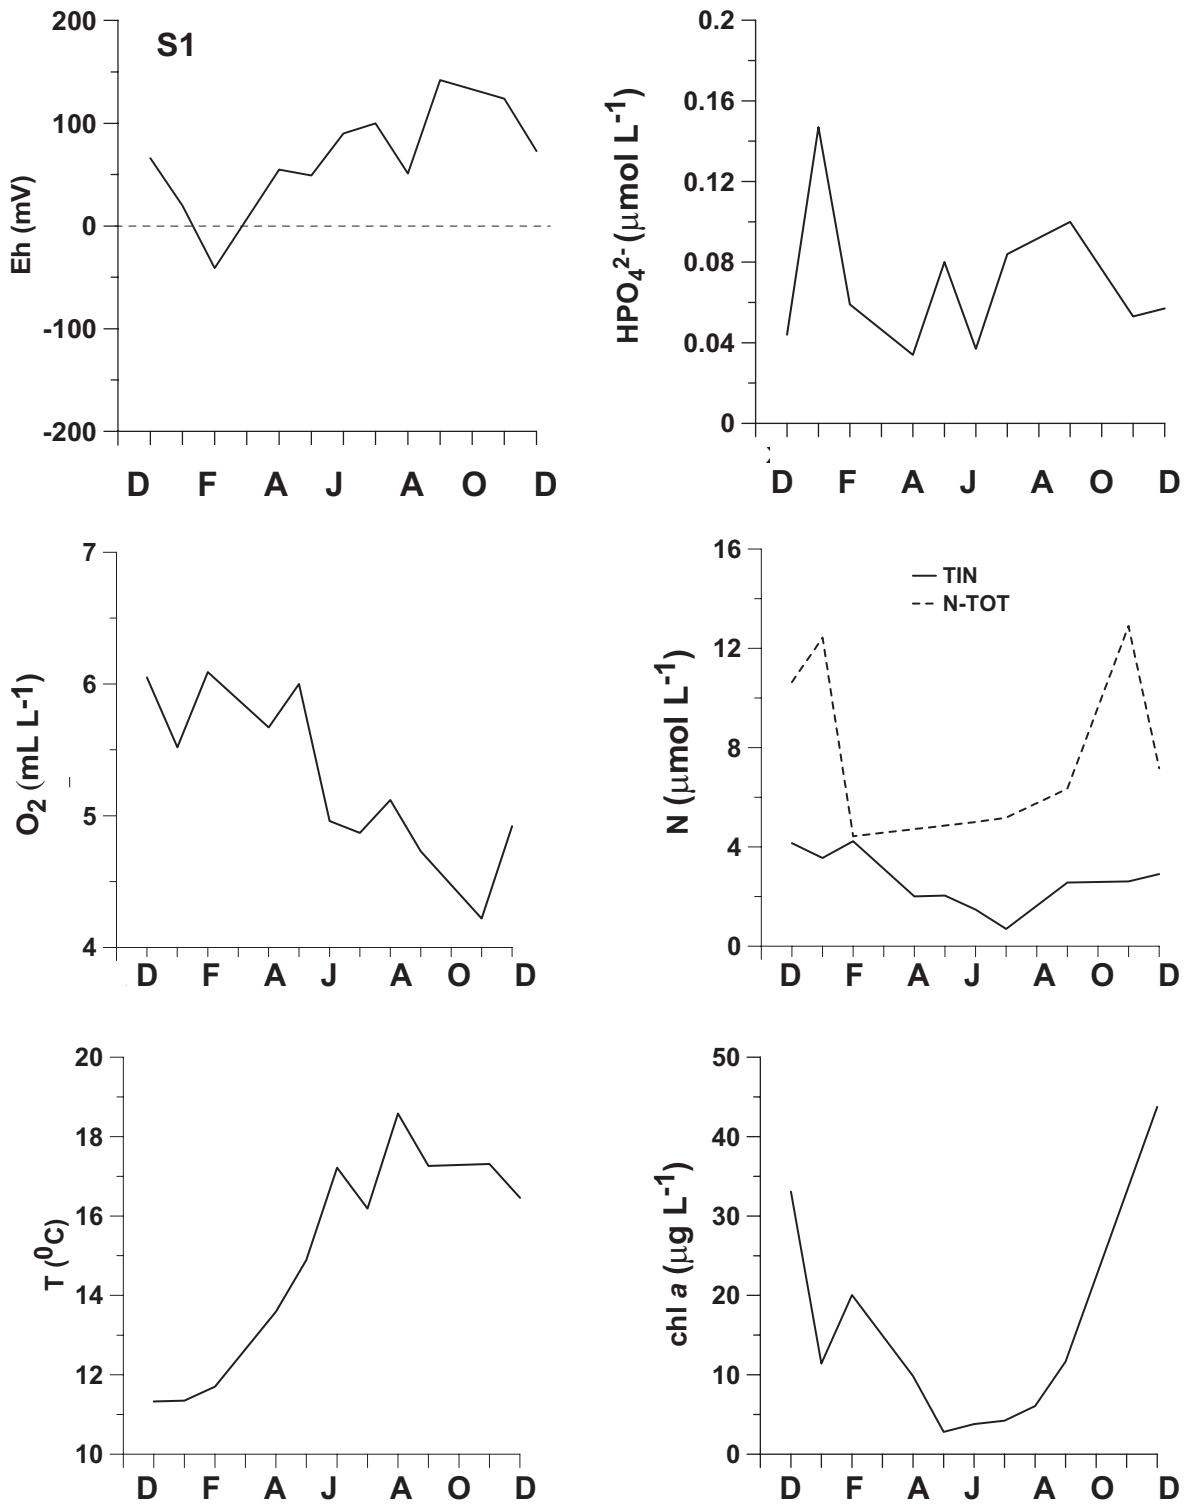 S1
Eh (mV)
200
100
0
-100
-200
D F A J A O D
HPO₄²⁻ (μmol L⁻¹)
0.2
0.16
0.12
0.08
0.04
0
D F A J A O D
O₂ (mL L⁻¹)
7
6
5
4
D F A J A O D
N (μmol L⁻¹)
16
12
8
4
0
TIN
N-TOT
D F A J A O D
T (⁰C)
20
18
16
14
12
10
D F A J A O D
chl a (μg L⁻¹)
50
40
30
20
10
0
D F A J A O D